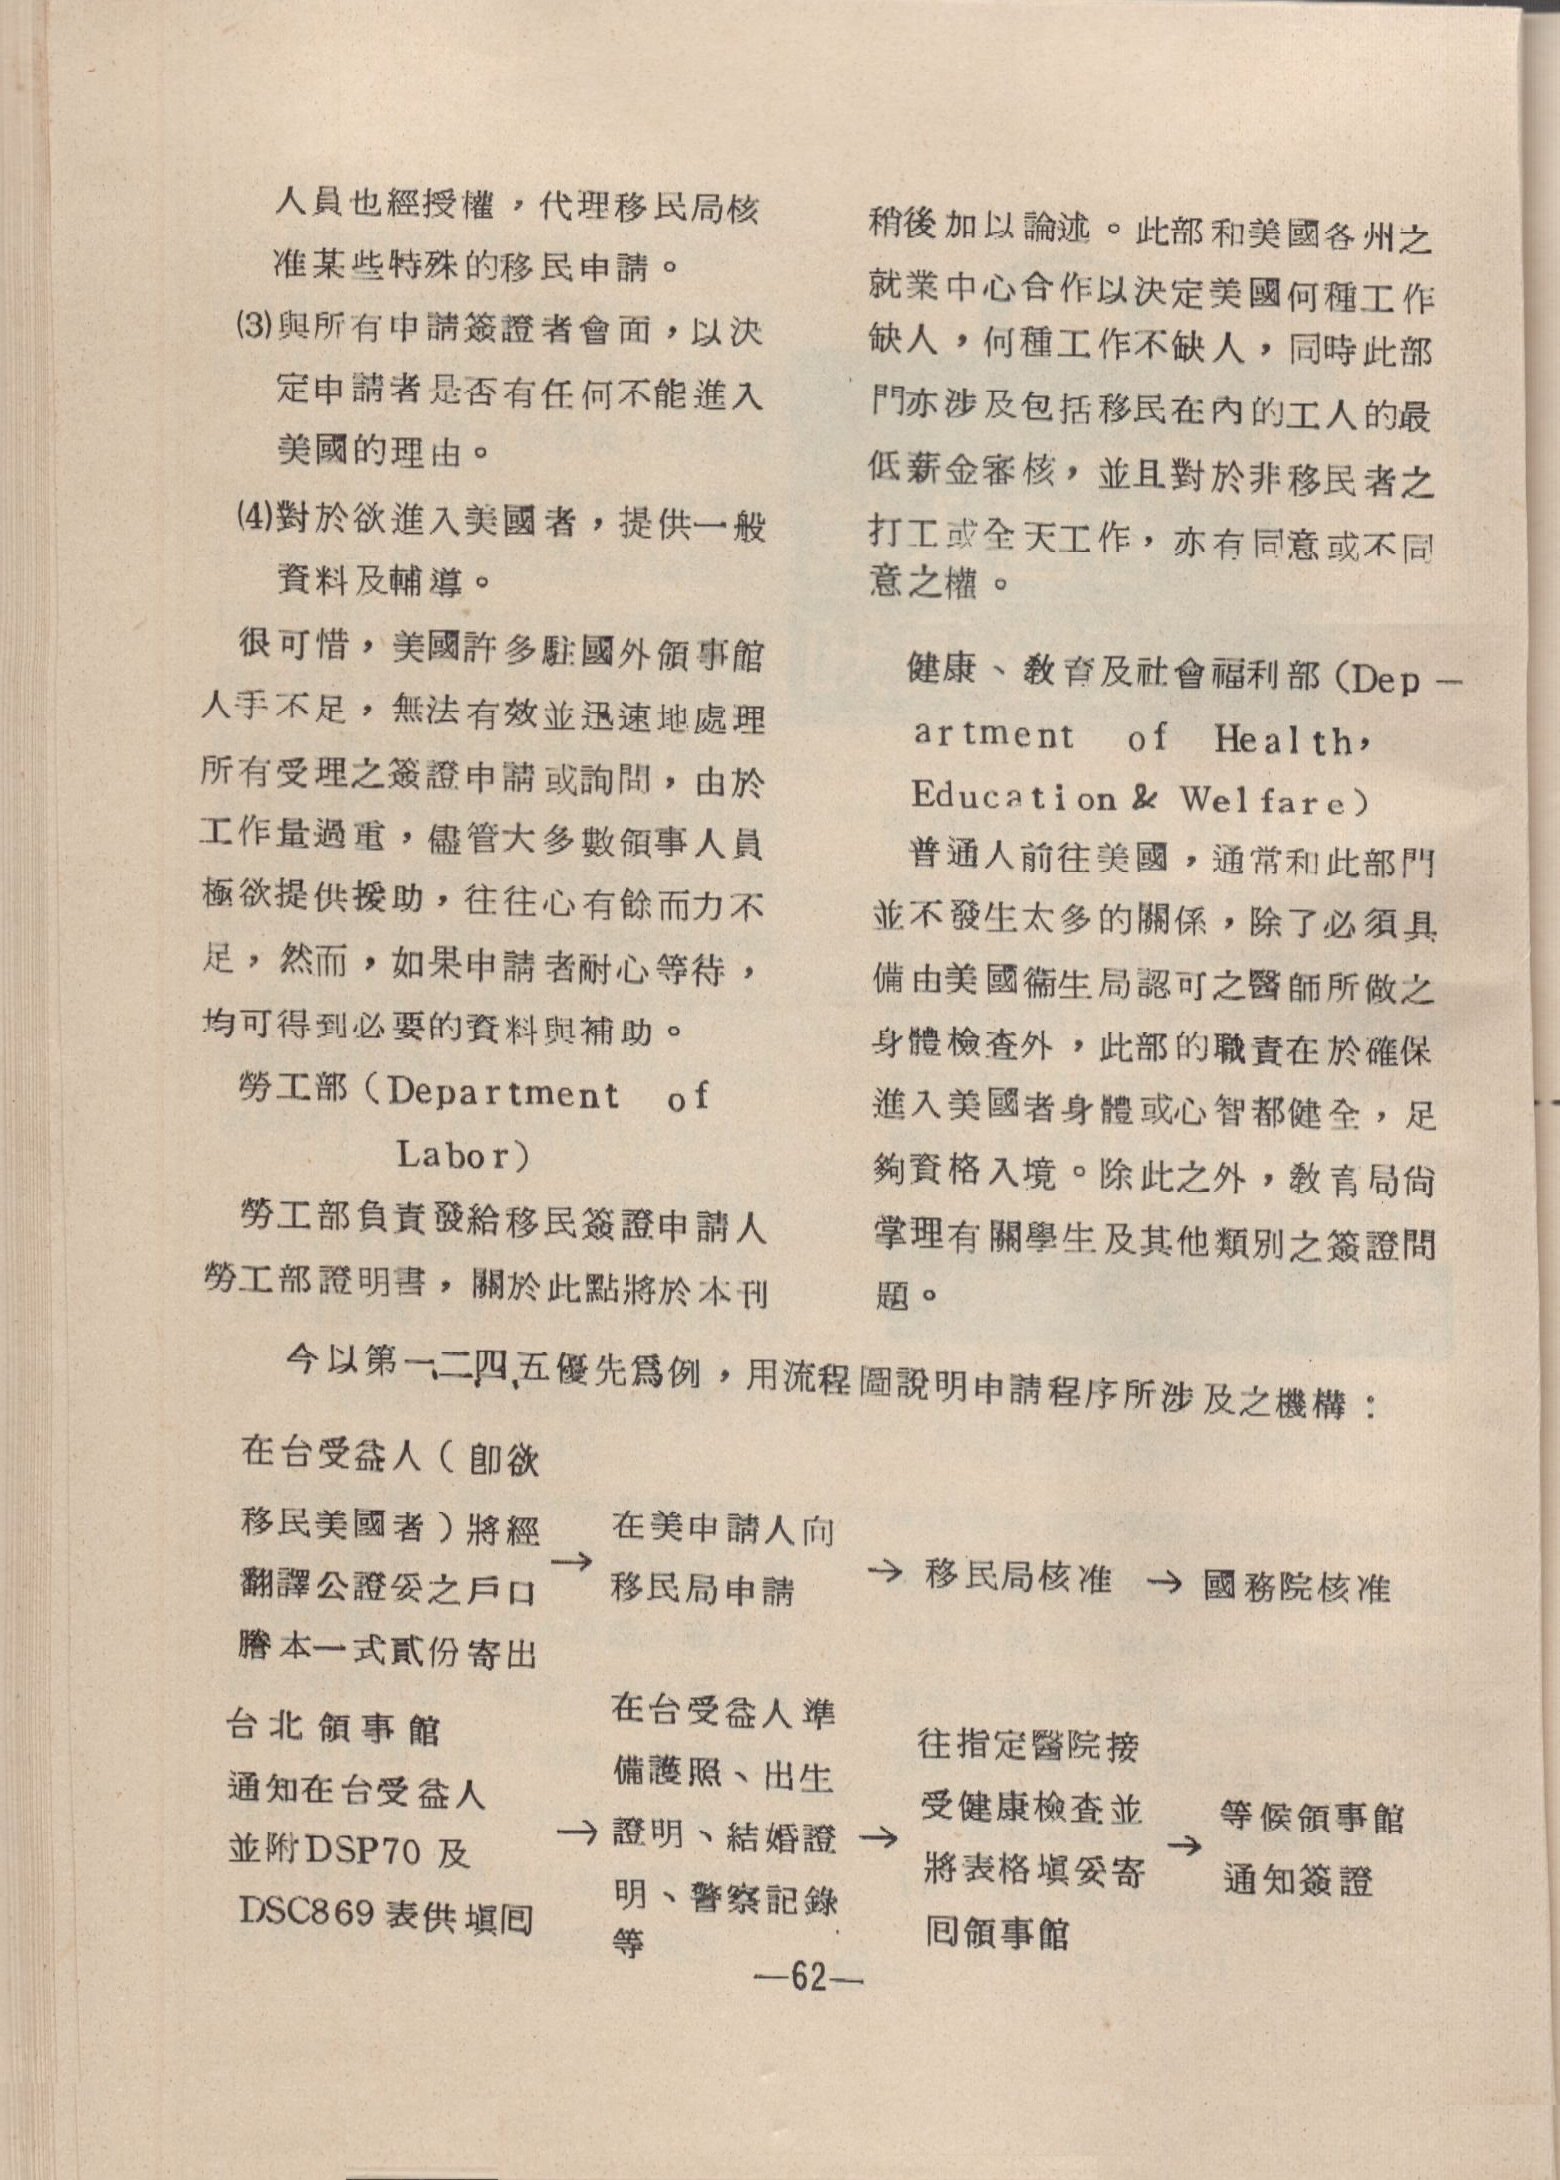 人員也經授權，代理移民局核
准某些特殊的移民申請。
(3)與所有申請簽證者會面，以決
定申請者是否有任何不能進入
美國的理由。
(4)對於欲進入美國者，提供一般
資料及輔導。
很可惜，美國許多駐國外領事館
人手不足，無法有效並迅速地處理
所有受理之簽證申請或詢問，由於
工作量過重，儘管大多數領事人員
極欲提供援助，往往心有餘而力不
足，然而，如果申請者耐心等待，
均可得到必要的資料與補助。
勞工部（Department of
Labor）
勞工部負責發給移民簽證申請人
勞工部證明書，關於此點將於本刊
稍後加以論述。此部和美國各州之
就業中心合作以決定美國何種工作
缺人，何種工作不缺人，同時此部
門亦涉及包括移民在內的工人的最
低薪金審核，並且對於非移民者之
打工或全天工作，亦有同意或不同
意之權。
健康、教育及社會福利部（Dep－
artment of Health，
Education & Welfare）
普通人前往美國，通常和此部門
並不發生太多的關係，除了必須具
備由美國衞生局認可之醫師所做之
身體檢查外，此部的職責在於確保
進入美國者身體或心智都健全，足
夠資格入境。除此之外，教育局尙
掌理有關學生及其他類別之簽證問
題。
今以第一、二、四、五優先爲例，用流程圖說明申請程序所涉及之機構：
在台受益人（卽欲
移民美國者）將經
翻譯公證妥之戶口
謄本一式貳份寄出
→
在美申請人向
移民局申請
→ 移民局核准 → 國務院核准
台北領事館
通知在台受益人
並附DSP70及
DSC869表供塡囘
→
在台受益人準
備護照、出生
證明、結婚證
明、警察記錄
等
→
往指定醫院接
受健康檢查並
將表格塡妥寄
囘領事館
→
等候領事館
通知簽證
—62—